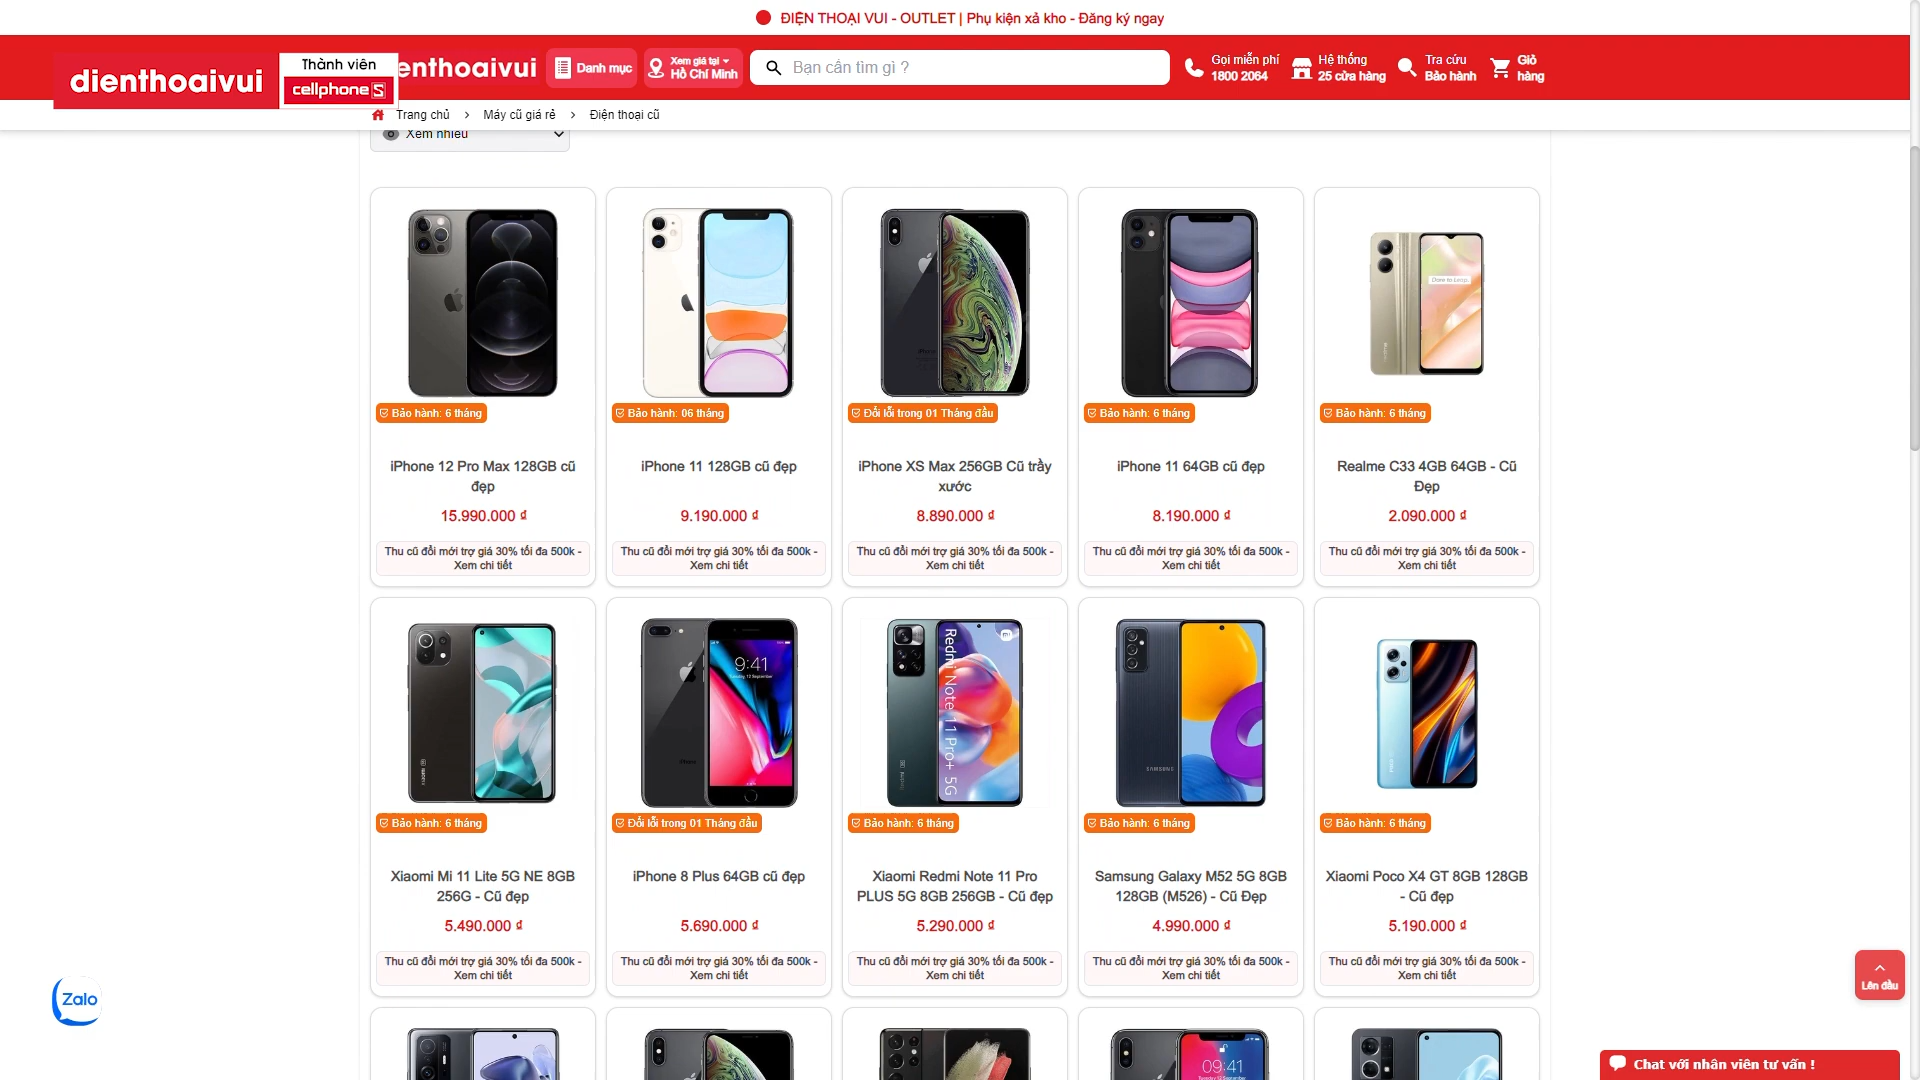 ĐIỆN THOẠI VUI - OUTLET | Phụ kiện xả kho - Đăng ký ngay
dienthoaivui
Thành viên
cellphoneS
enthoaivui
Danh mục
Xem giá tại
Hồ Chí Minh
Bạn cần tìm gì ?
Gọi miễn phí
1800 2064
Hệ thống
25 cửa hàng
Tra cứu
Bảo hành
Giỏ
hàng
Trang chủ > Máy cũ giá rẻ > Điện thoại cũ
Xem nhiều
Dare to Leap
Bảo hành: 6 tháng
Bảo hành: 06 tháng
Đổi lỗi trong 01 Tháng đầu
Bảo hành: 6 tháng
Bảo hành: 6 tháng
iPhone 12 Pro Max 128GB cũ
đẹp
iPhone 11 128GB cũ đẹp
iPhone XS Max 256GB Cũ trầy
xước
iPhone 11 64GB cũ đẹp
Realme C33 4GB 64GB - Cũ
Đẹp
15.990.000 ₫
9.190.000 ₫
8.890.000 ₫
8.190.000 ₫
2.090.000 ₫
Thu cũ đổi mới trợ giá 30% tối đa 500k -
Xem chi tiết
Thu cũ đổi mới trợ giá 30% tối đa 500k -
Xem chi tiết
Thu cũ đổi mới trợ giá 30% tối đa 500k -
Xem chi tiết
Thu cũ đổi mới trợ giá 30% tối đa 500k -
Xem chi tiết
Thu cũ đổi mới trợ giá 30% tối đa 500k -
Xem chi tiết
9:41
Redmi Note 11 Pro+ 5G
SAMSUNG
Bảo hành: 6 tháng
Đổi lỗi trong 01 Tháng đầu
Bảo hành: 6 tháng
Bảo hành: 6 tháng
Bảo hành: 6 tháng
Xiaomi Mi 11 Lite 5G NE 8GB
256G - Cũ đẹp
iPhone 8 Plus 64GB cũ đẹp
Xiaomi Redmi Note 11 Pro
PLUS 5G 8GB 256GB - Cũ đẹp
Samsung Galaxy M52 5G 8GB
128GB (M526) - Cũ Đẹp
Xiaomi Poco X4 GT 8GB 128GB
- Cũ đẹp
5.490.000 ₫
5.690.000 ₫
5.290.000 ₫
4.990.000 ₫
5.190.000 ₫
Thu cũ đổi mới trợ giá 30% tối đa 500k -
Xem chi tiết
Thu cũ đổi mới trợ giá 30% tối đa 500k -
Xem chi tiết
Thu cũ đổi mới trợ giá 30% tối đa 500k -
Xem chi tiết
Thu cũ đổi mới trợ giá 30% tối đa 500k -
Xem chi tiết
Thu cũ đổi mới trợ giá 30% tối đa 500k -
Xem chi tiết
Lên đầu
Zalo
09:41
Chat với nhân viên tư vấn !